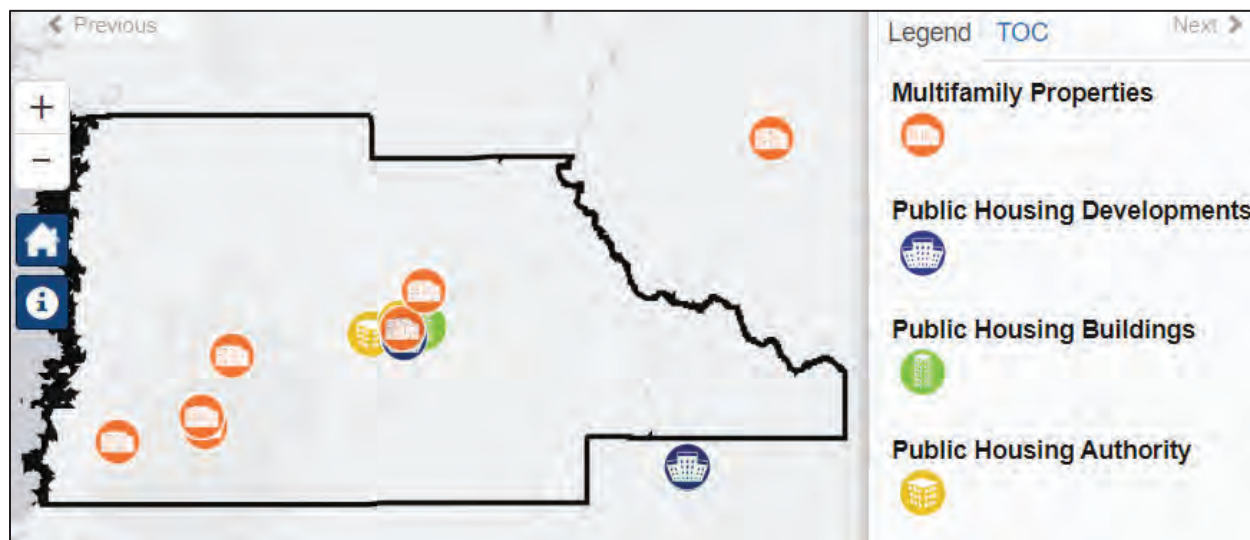 Previous
Legend TOC Next
+
Multifamily Properties
−
Public Housing Developments
i
Public Housing Buildings
Public Housing Authority